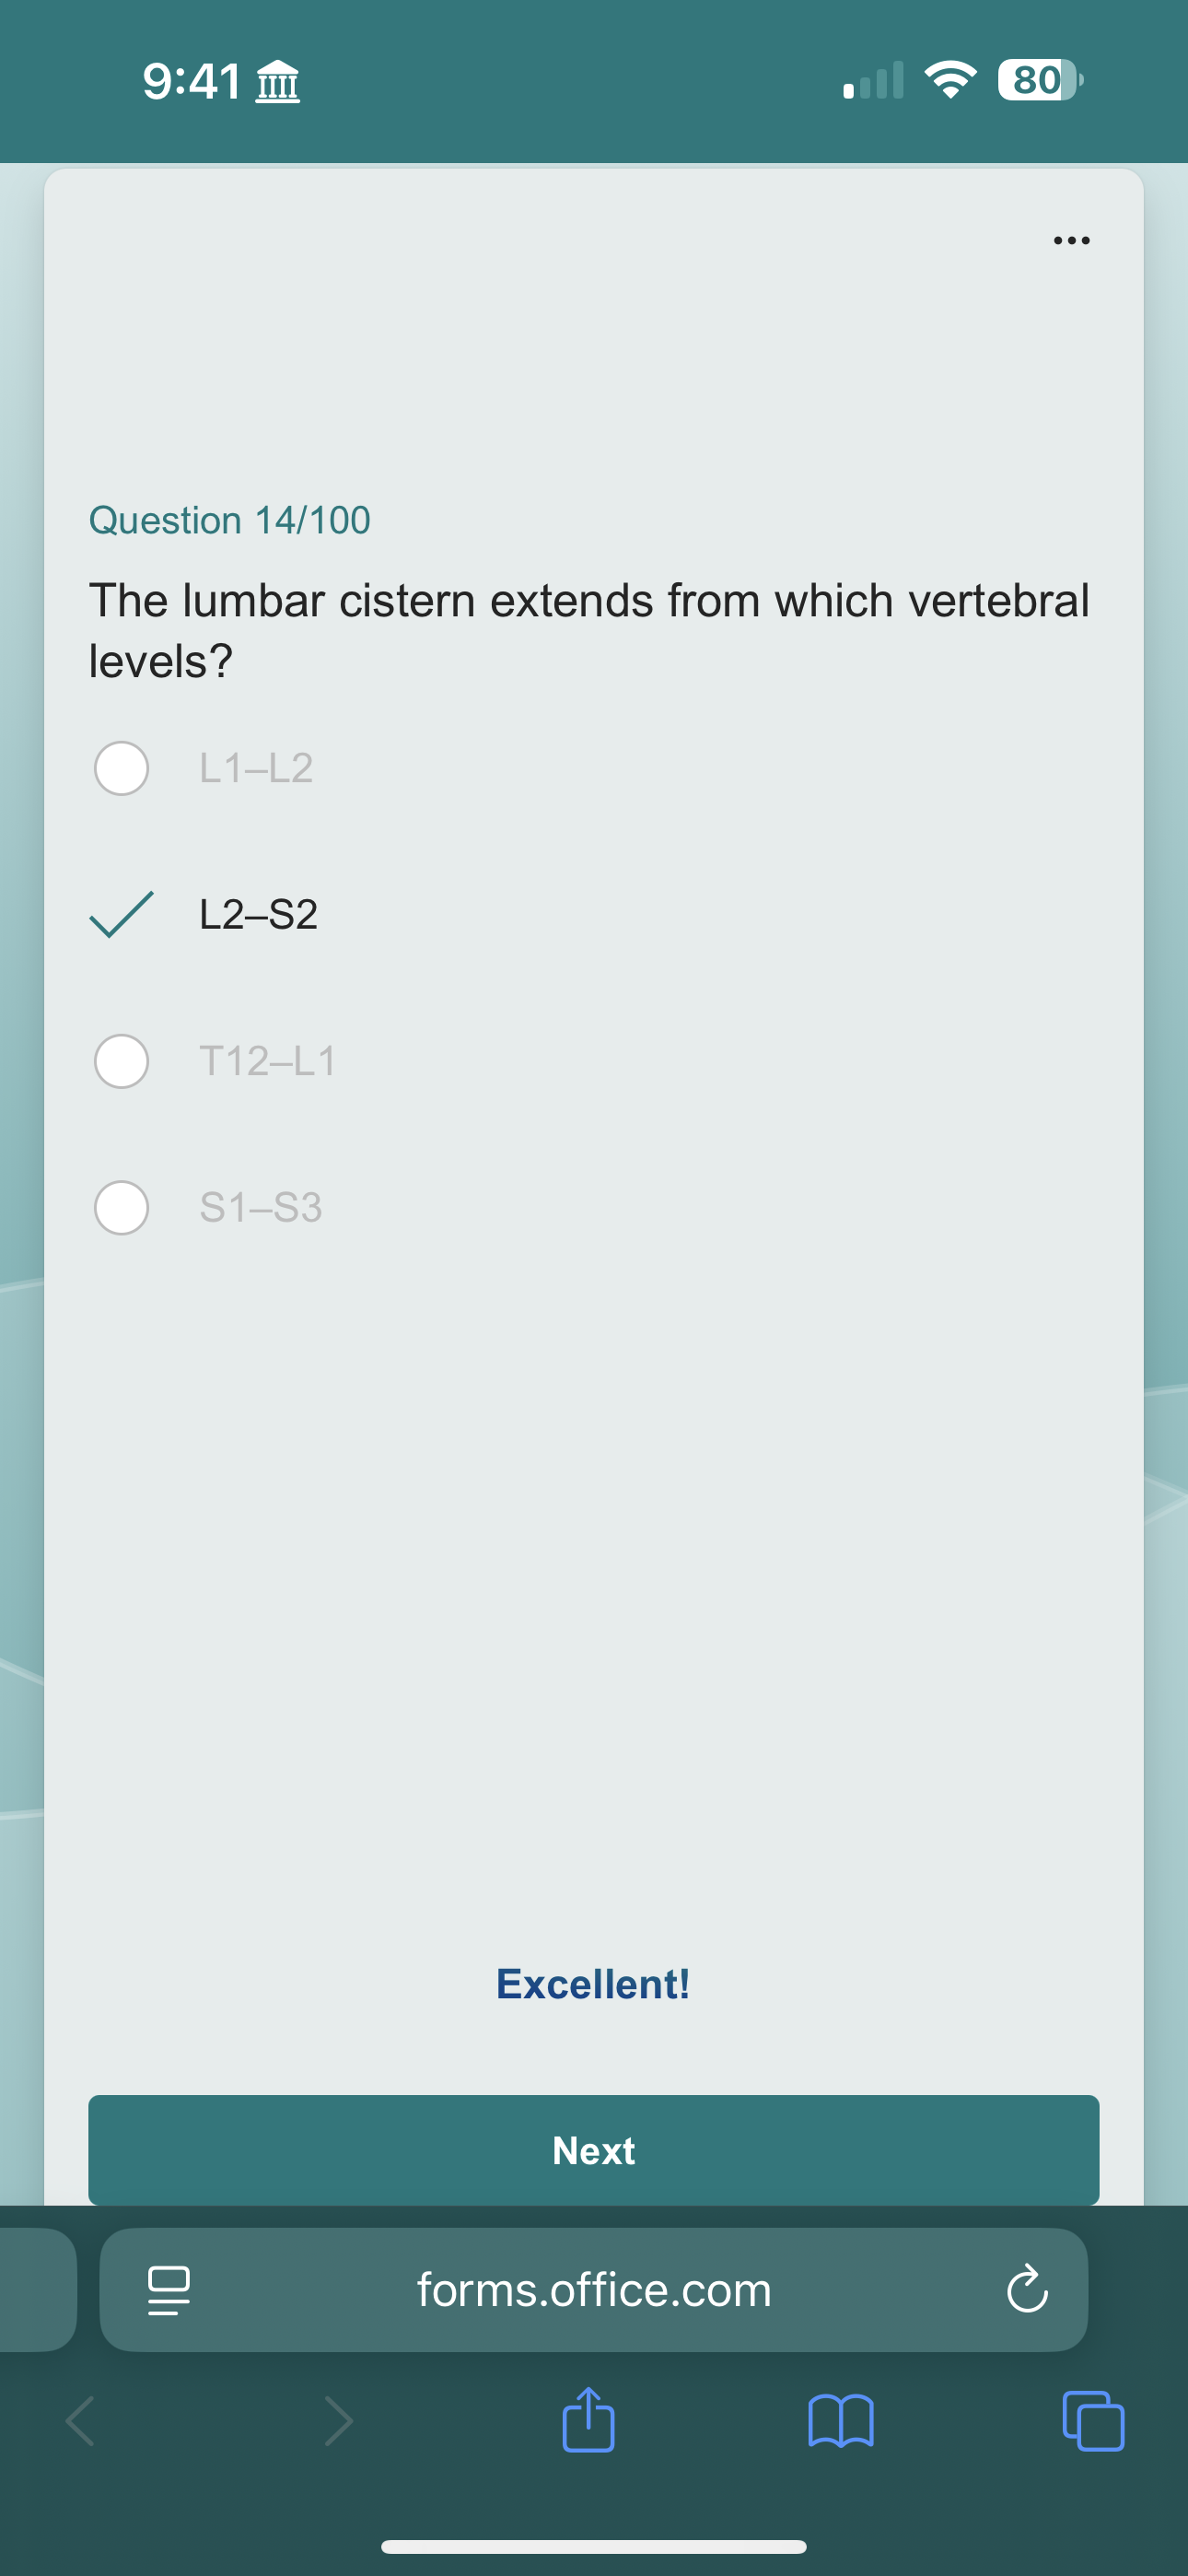 9:41
80
Question 14/100
The lumbar cistern extends from which vertebral
levels?
L1–L2
L2–S2
T12–L1
S1–S3
Excellent!
Next
forms.office.com